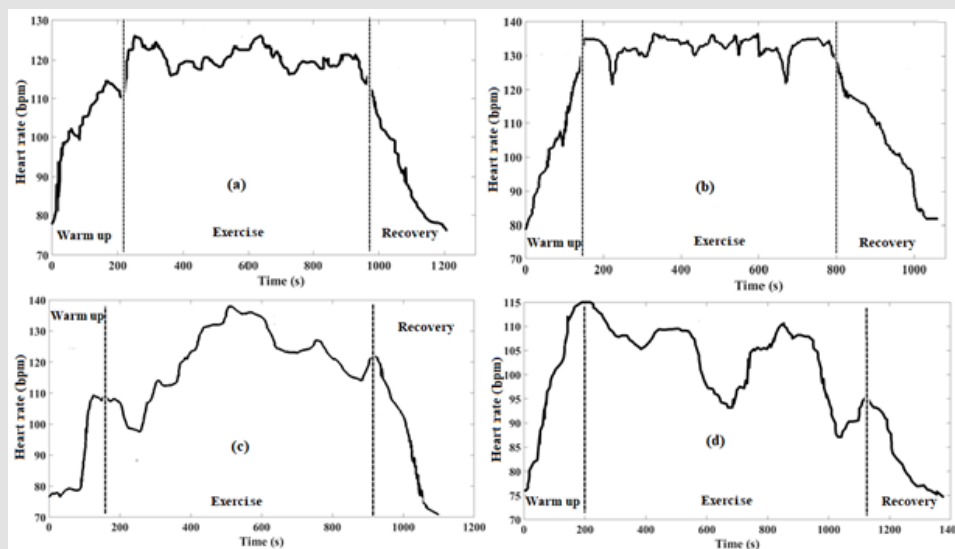 130
120
110
100
90
80
70
Heart rate (bpm)
(a)
Warm up
Exercise
Recovery
0 200 400 600 800 1000 1200
Time (s)
140
130
120
110
100
90
80
70
Heart rate (bpm)
(b)
Warm up
Exercise
Recovery
0 200 400 600 800 1000
Time (s)
140
130
120
110
100
90
80
70
Heart rate (bpm)
Warm up
Recovery
(c)
Exercise
0 200 400 600 800 1000 1200
Time (s)
115
110
105
100
95
90
85
80
75
70
Heart rate (bpm)
(d)
Warm up
Exercise
Recovery
0 200 400 600 800 1000 1200 1400
Time (s)